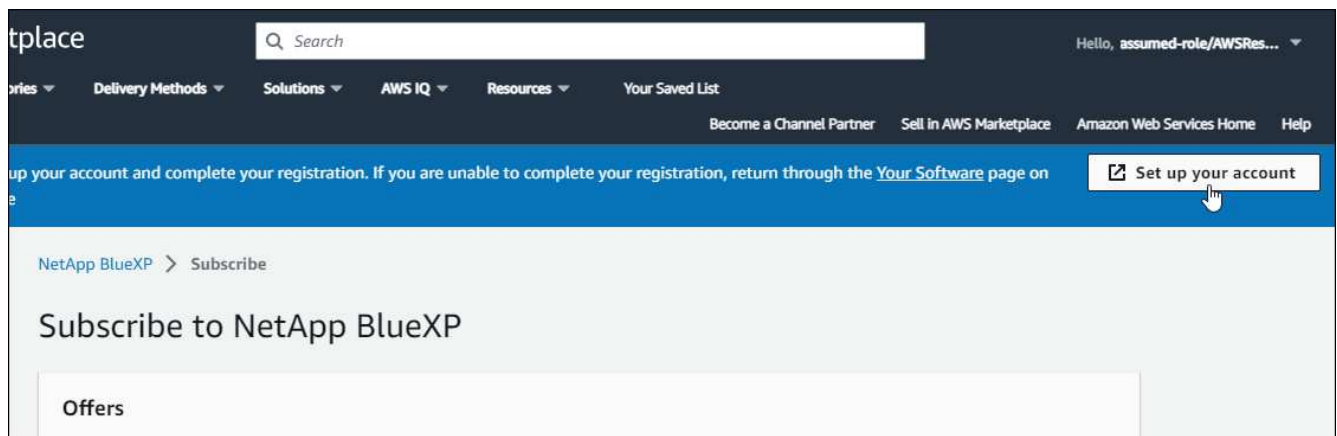 tplace Search Hello, assumed-role/AWSRes...
ories Delivery Methods Solutions AWS IQ Resources Your Saved List
Become a Channel Partner Sell in AWS Marketplace Amazon Web Services Home Help
up your account and complete your registration. If you are unable to complete your registration, return through the Your Software page on
e
Set up your account
NetApp BlueXP > Subscribe
Subscribe to NetApp BlueXP
Offers